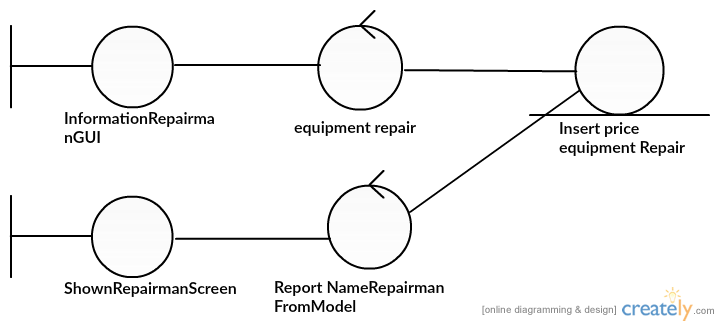 InformationRepairma
nGUI
equipment repair
Insert price
equipment Repair
ShownRepairmanScreen
Report NameRepairman
FromModel
[online diagramming & design] creately.com